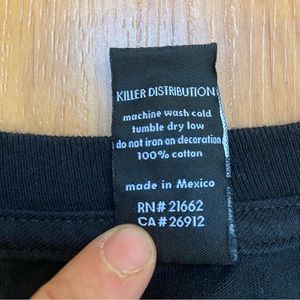 KILLER DISTRIBUTION
machine wash cold
tumble dry low
do not iron on decoration
100% cotton
made in Mexico
RN#21662
CA#26912